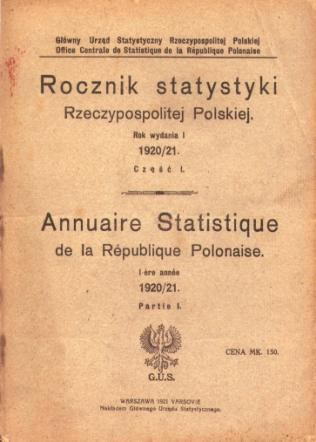 Główny Urząd Statystyczny Rzeczypospolitej Polskiej
Office Centrale de Statistique de la République Polonaise
Rocznik statystyki
Rzeczypospolitej Polskiej.
Rok wydania I
1920/21.
Część I.
Annuaire Statistique
de la République Polonaise.
I-ère année
1920/21.
Partie I.
G.U.S.
CENA MK. 150.
WARSZAWA 1921 VARSOVIE
Nakładem Głównego Urzędu Statystycznego.